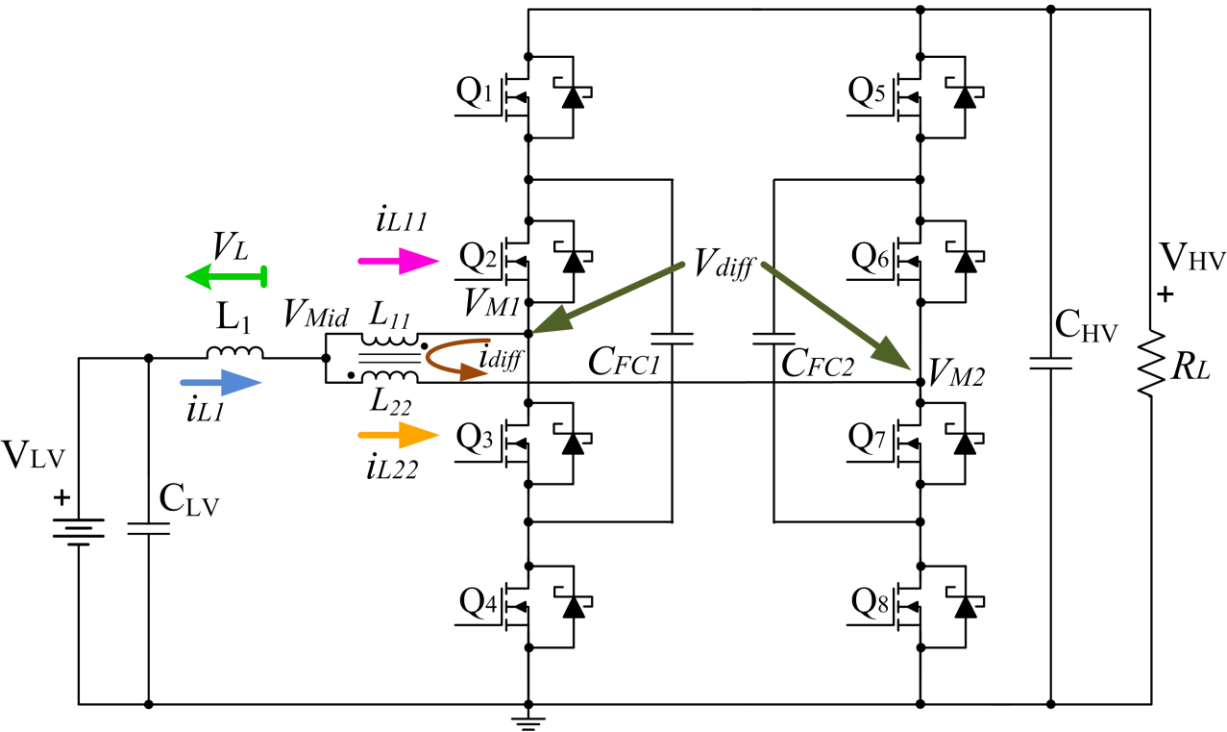 Q1
Q5
iL11
VL
Q2
Vdiff
Q6
VHV
+
VM1
L1
VMid
L11
CHV
idiff
CFC1
CFC2
VM2
RL
iL1
L22
Q3
Q7
VLV
iL22
+
CLV
Q4
Q8